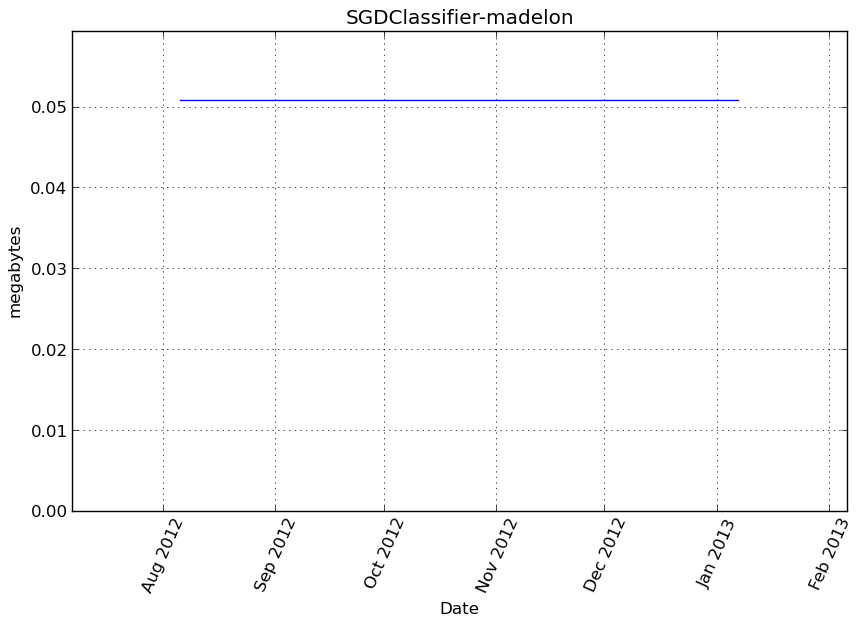 SGDClassifier-madelon
0.05
0.04
0.03
0.02
0.01
0.00
megabytes
Aug 2012
Sep 2012
Oct 2012
Nov 2012
Dec 2012
Jan 2013
Feb 2013
Date